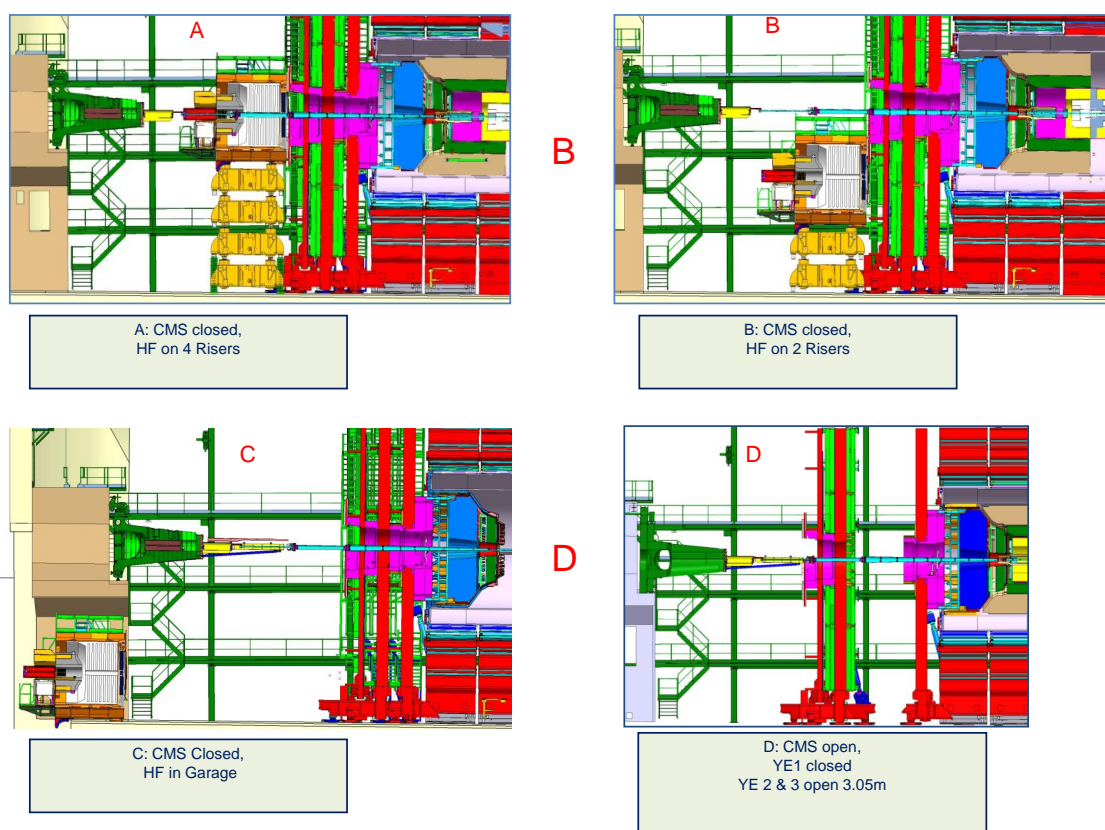 A
B
B
A: CMS closed,
HF on 4 Risers
B: CMS closed,
HF on 2 Risers
C
D
D
C: CMS Closed,
HF in Garage
D: CMS open,
YE1 closed
YE 2 & 3 open 3.05m